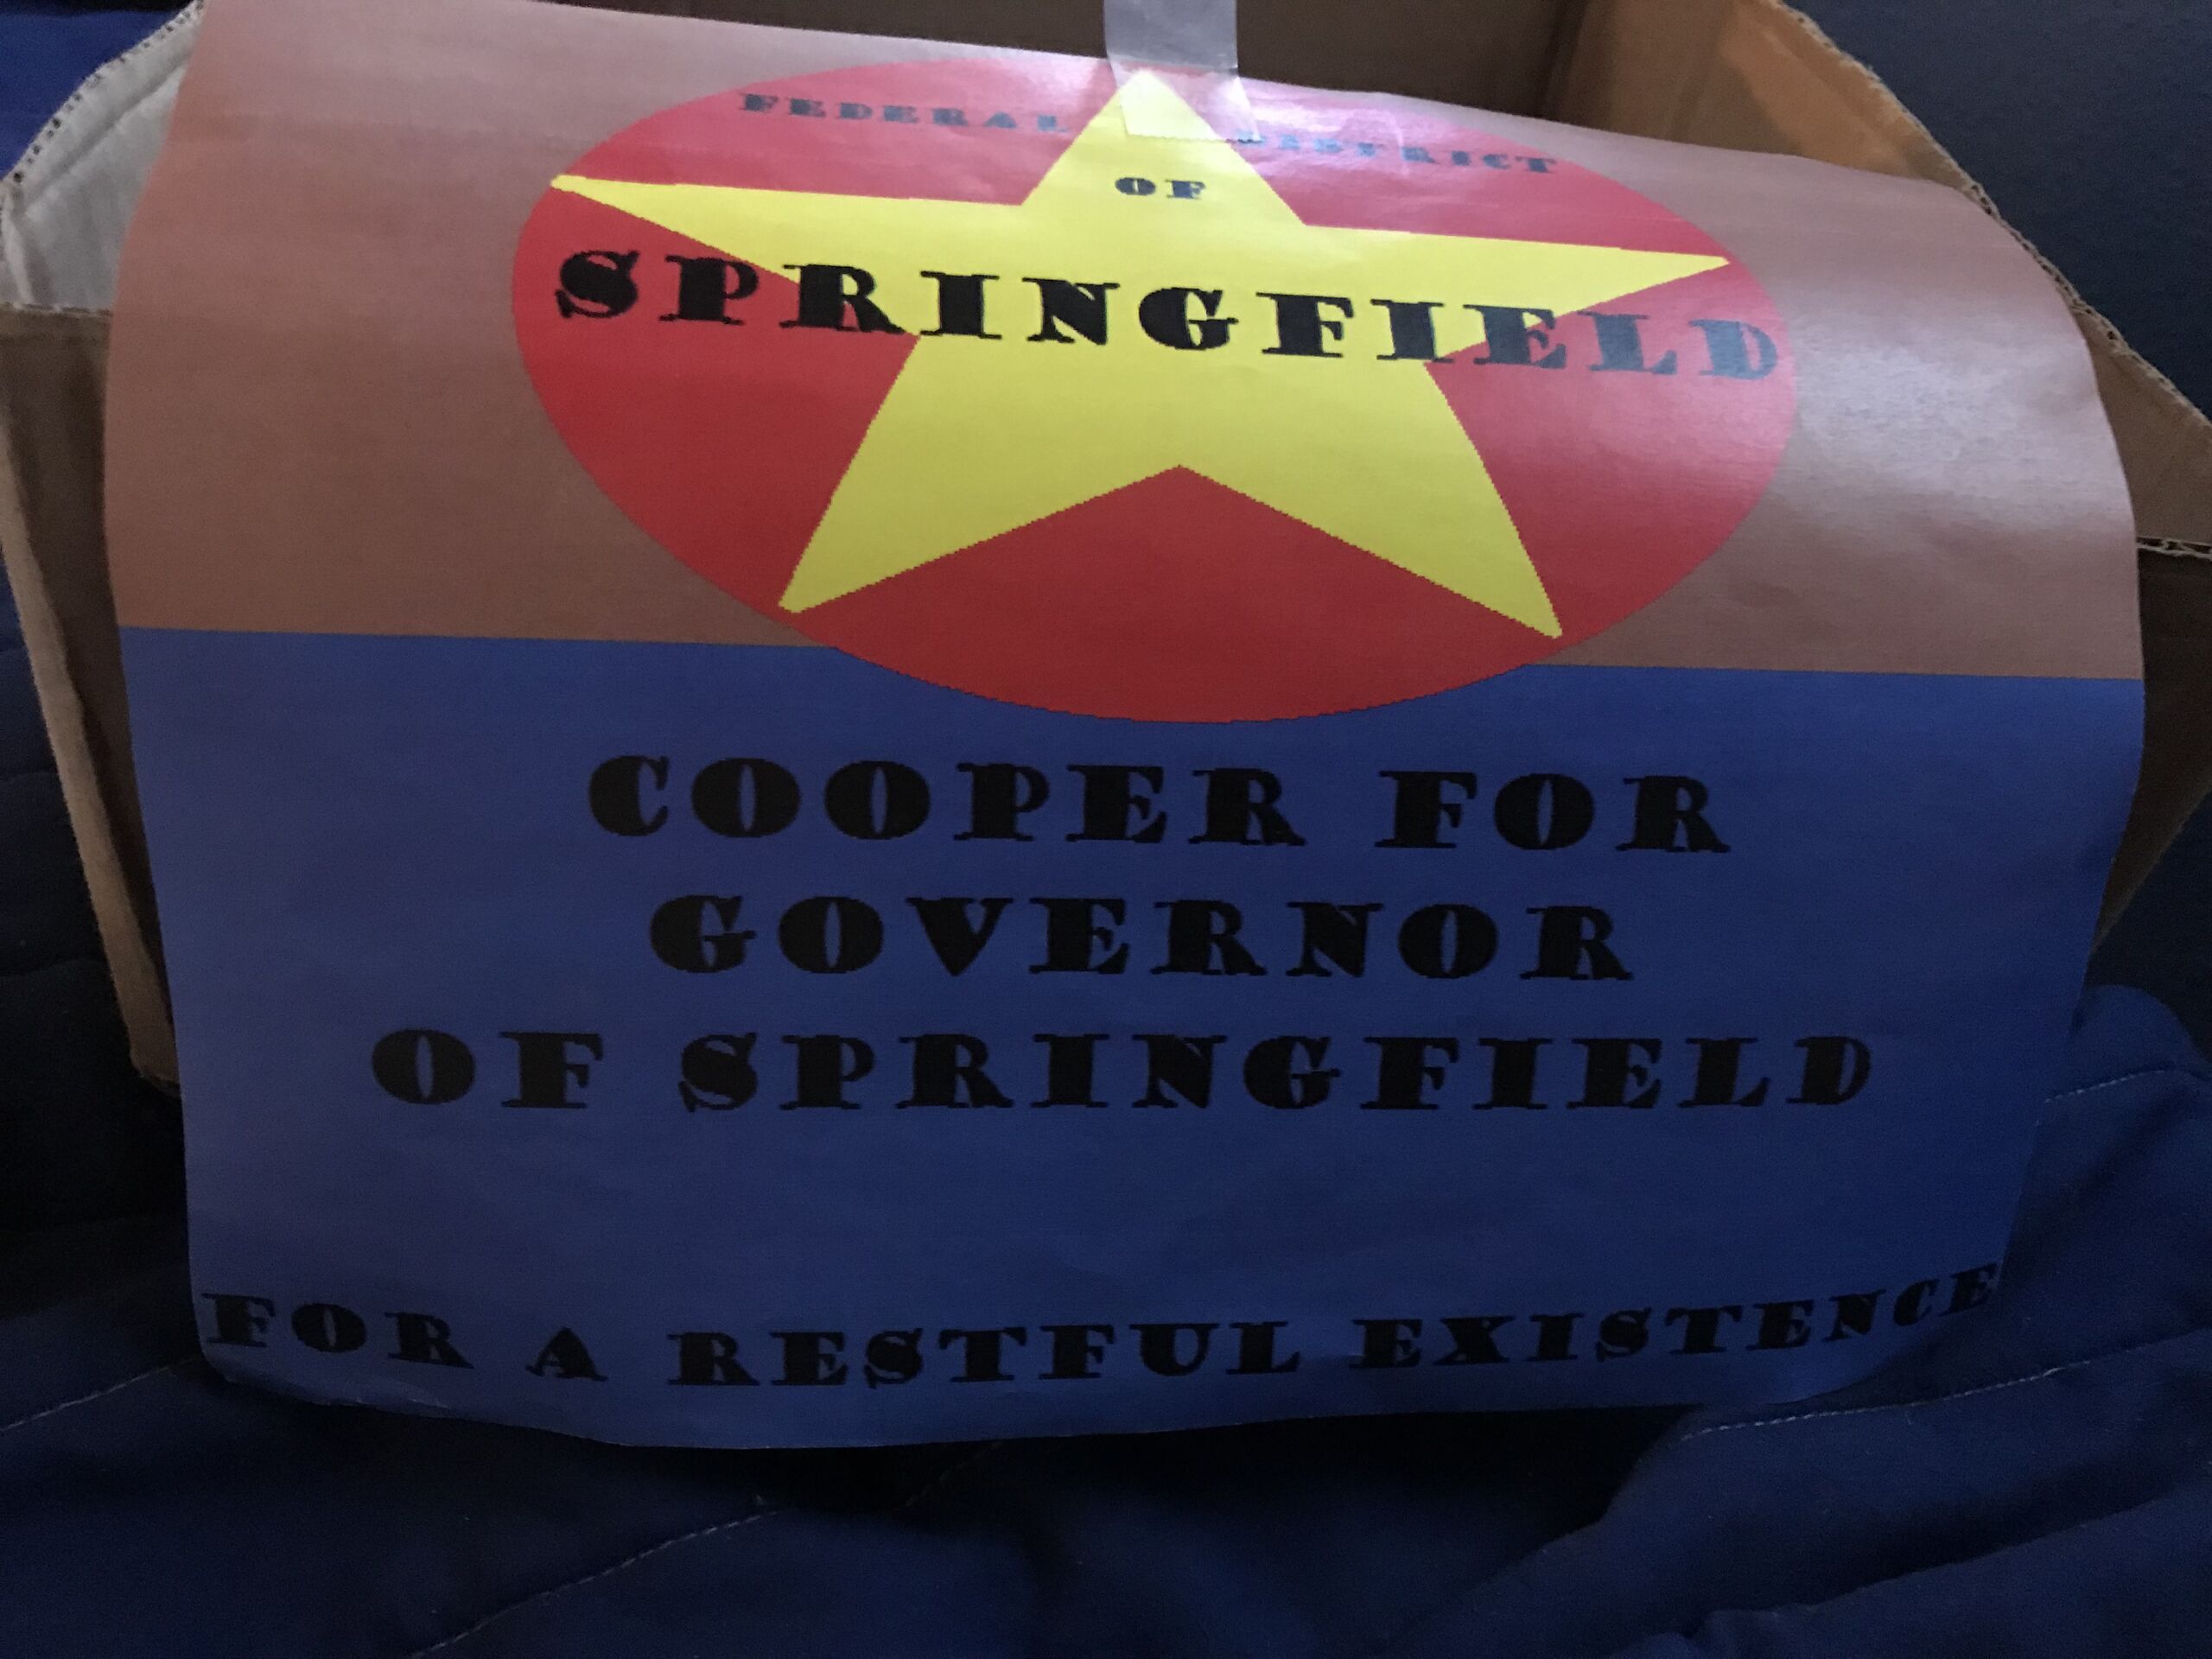 FEDERAL DISTRICT
OF
SPRINGFIELD
COOPER FOR
GOVERNOR
OF SPRINGFIELD
FOR A RESTFUL EXISTENCE